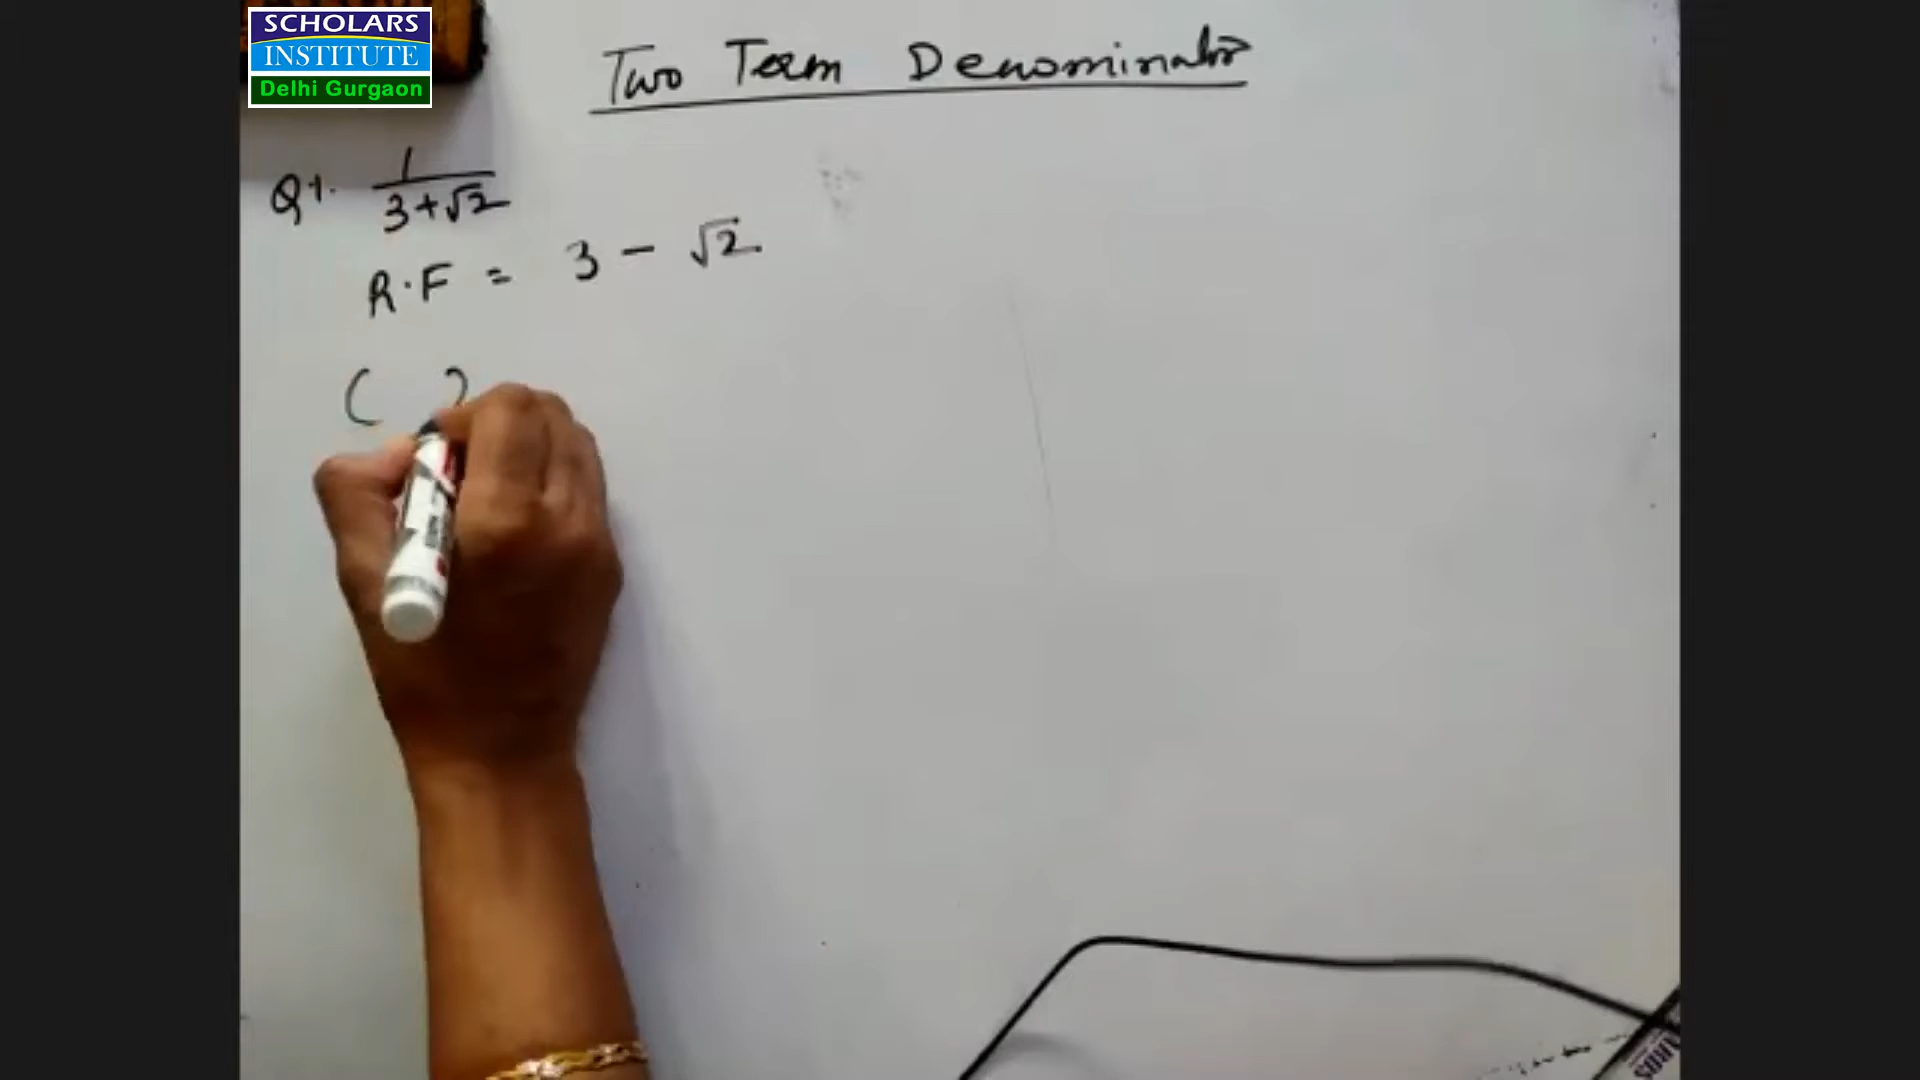 SCHOLARS
INSTITUTE
Delhi Gurgaon
Two Term Denominator
Q1. 1/(3+√2)
R.F = 3 - √2
( )